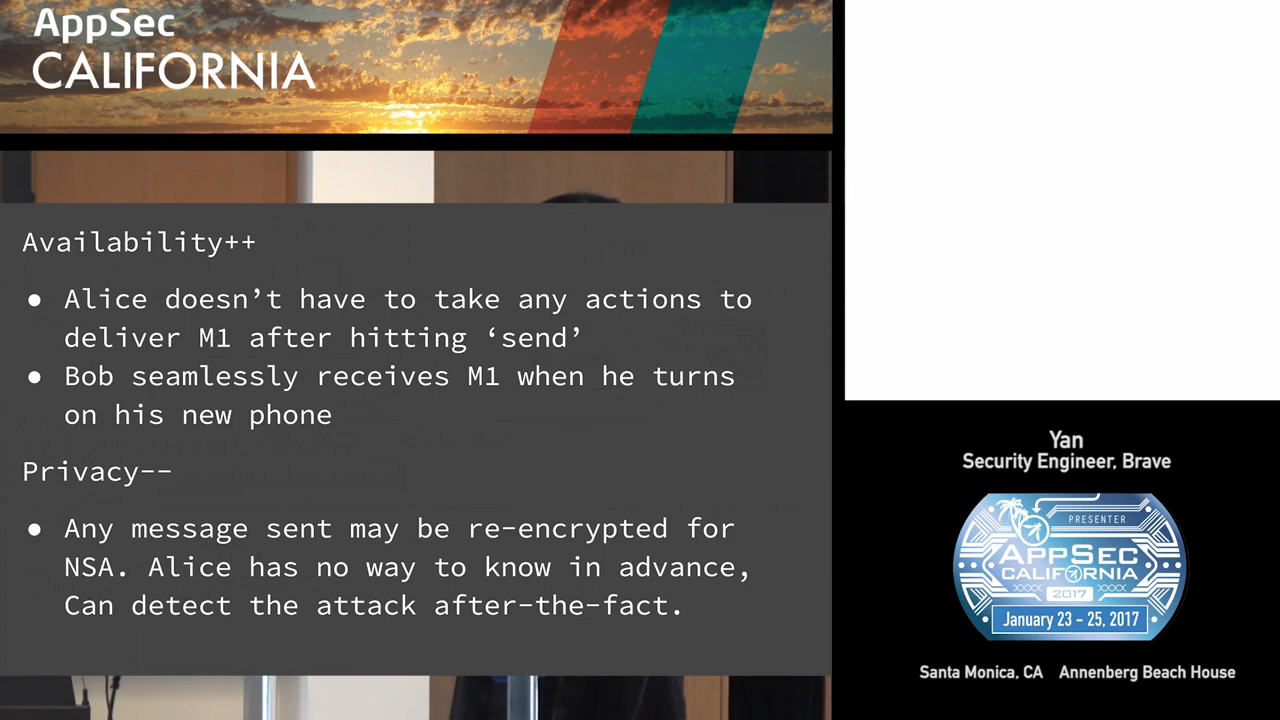 AppSec
CALIFORNIA
Availability++
● Alice doesn’t have to take any actions to
deliver M1 after hitting ‘send’
● Bob seamlessly receives M1 when he turns
on his new phone
Privacy--
● Any message sent may be re-encrypted for
NSA. Alice has no way to know in advance,
Can detect the attack after-the-fact.
Yan
Security Engineer, Brave
PRESENTER
APPSEC
CALIFORNIA
2017
January 23 - 25, 2017
Santa Monica, CA Annenberg Beach House